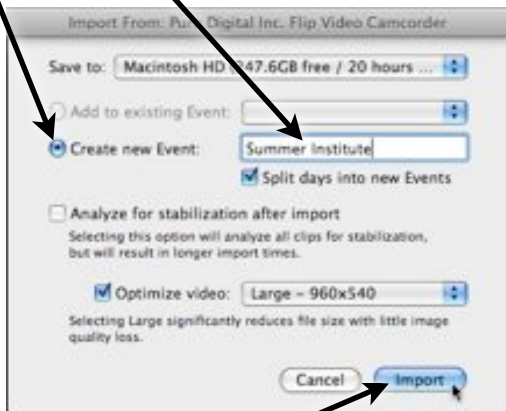 Import From: Pure Digital Inc. Flip Video Camcorder
Save to: Macintosh HD (247.6GB free / 20 hours ...
Add to existing Event:
Create new Event: Summer Institute
Split days into new Events
Analyze for stabilization after import
Selecting this option will analyze all clips for stabilization,
but will result in longer import times.
Optimize video: Large - 960x540
Selecting Large significantly reduces file size with little image
quality loss.
Cancel Import